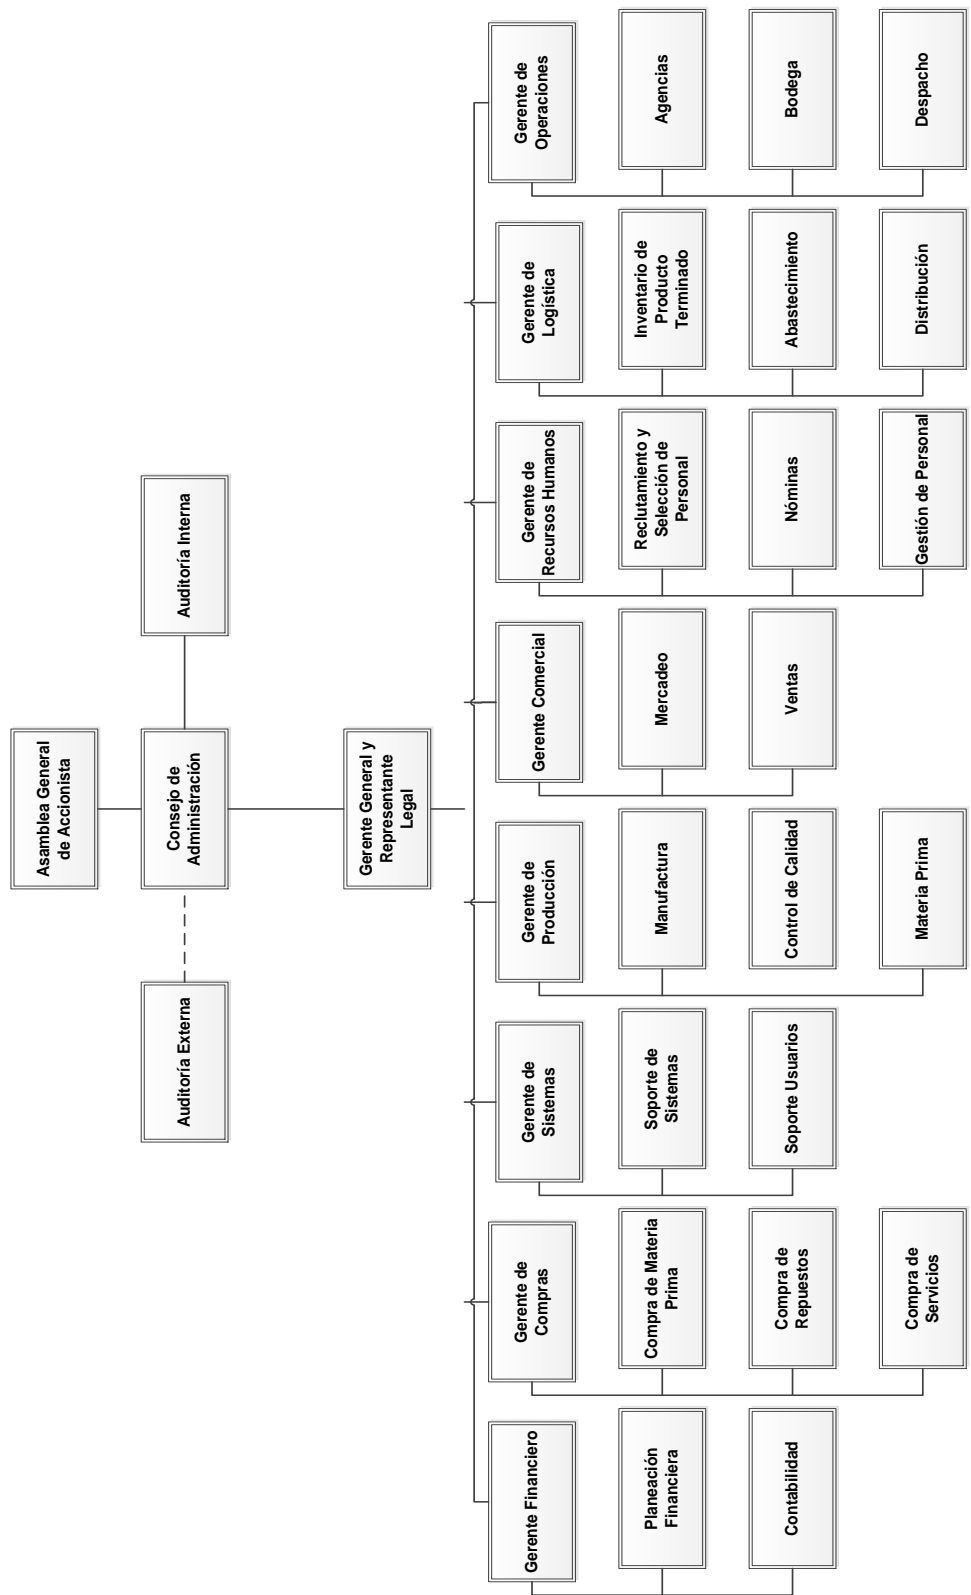 Asamblea General
de Accionista
Auditoría Externa
Consejo de
Administración
Auditoría Interna
Gerente General y
Representante
Legal
Gerente Financiero
Planeación
Financiera
Contabilidad
Gerente de
Compras
Compra de Materia
Prima
Compra de
Repuestos
Compra de
Servicios
Gerente de
Sistemas
Soporte de
Sistemas
Soporte Usuarios
Gerente de
Producción
Manufactura
Control de Calidad
Materia Prima
Gerente Comercial
Mercadeo
Ventas
Gerente de
Recursos Humanos
Reclutamiento y
Selección de
Personal
Nóminas
Gestión de Personal
Gerente de
Logística
Inventario de
Producto
Terminado
Abastecimiento
Distribución
Gerente de
Operaciones
Agencias
Bodega
Despacho